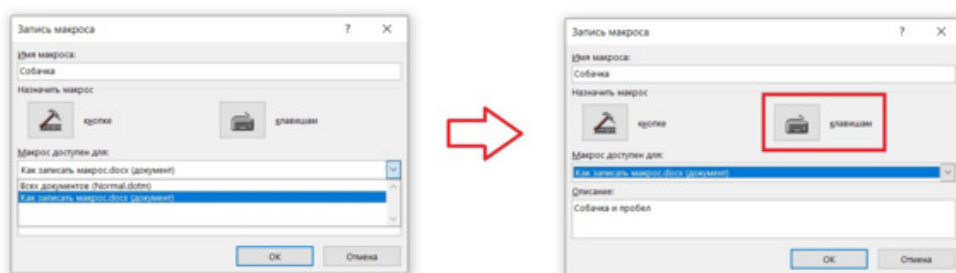 Запись макроса ? ×
Имя макроса:
Собачка
Назначить макрос
кнопке клавишам
Макрос доступен для:
Как записать макрос.docx (документ)
Всех документов (Normal.dotm)
Как записать макрос.docx (документ)
ОК Отмена
Запись макроса ? ×
Имя макроса:
Собачка
Назначить макрос
кнопке клавишам
Макрос доступен для:
Как записать макрос.docx (документ)
Описание:
Собачка и пробел
ОК Отмена